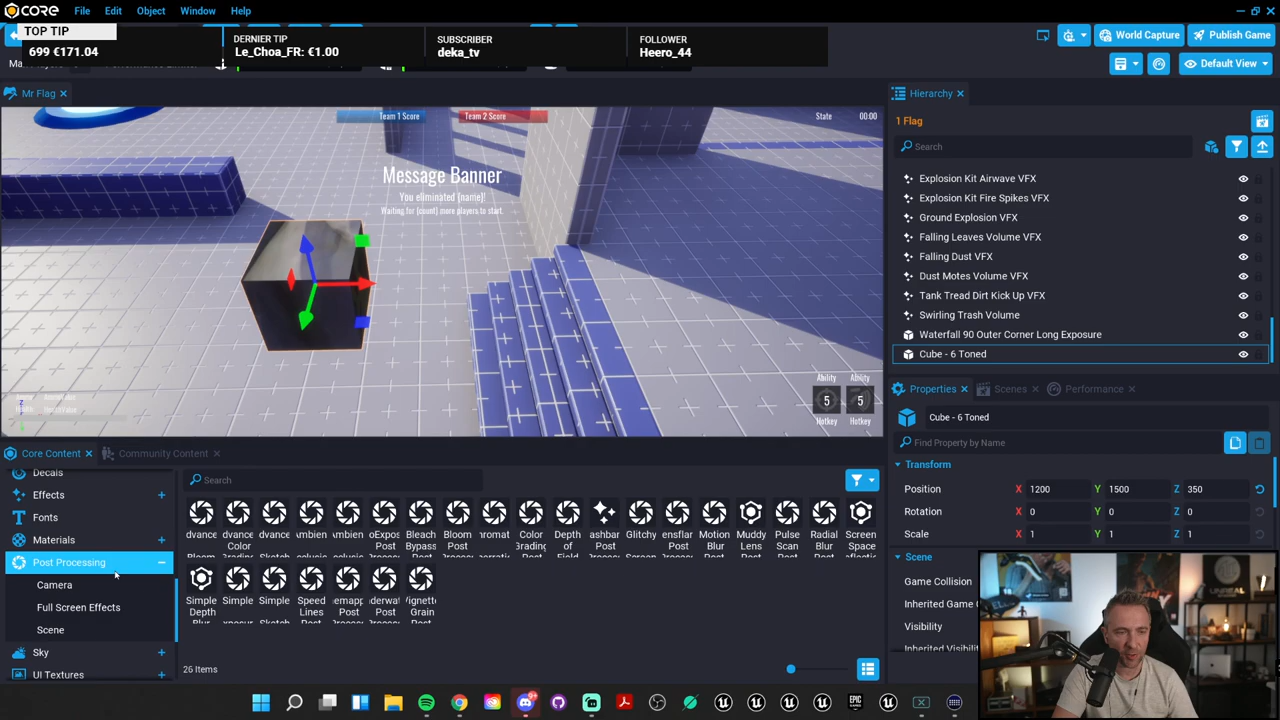 CORE
File
Edit
Object
Window
Help
TOP TIP
699 €171.04
DERNIER TIP
Le_Choa_FR: €1.00
SUBSCRIBER
deka_tv
FOLLOWER
Heero_44
World Capture
Publish Game
Default View
Mr Flag
Hierarchy
Team 1 Score
Team 2 Score
State
00:00
1 Flag
Search
Message Banner
You eliminated {name}!
Waiting for {count} more players to start.
Explosion Kit Airwave VFX
Explosion Kit Fire Spikes VFX
Ground Explosion VFX
Falling Leaves Volume VFX
Falling Dust VFX
Dust Motes Volume VFX
Tank Tread Dirt Kick Up VFX
Swirling Trash Volume
Waterfall 90 Outer Corner Long Exposure
Cube - 6 Toned
Ability
Ability
5
5
Hotkey
Hotkey
Properties
Scenes
Performance
Cube - 6 Toned
Find Property by Name
Transform
Position
X 1200 Y 1500 Z 350
Rotation
X 0 Y 0 Z 0
Scale
X 1 Y 1 Z 1
Scene
Game Collision
Inherited Game
Visibility
Core Content
Community Content
Search
Decals
Effects
Fonts
Materials
Post Processing
Camera
Full Screen Effects
Scene
Sky
UI Textures
Bleach Bypass
Bloom Post
Color Grading
Depth of Field
Post
Glitchy
Post
Motion Blur
Muddy Lens
Pulse Scan
Radial Blur
Screen Space
Simple Depth Blur
Simple
Simple
Speed Lines
Post
Post
Vignette Grain
26 Items